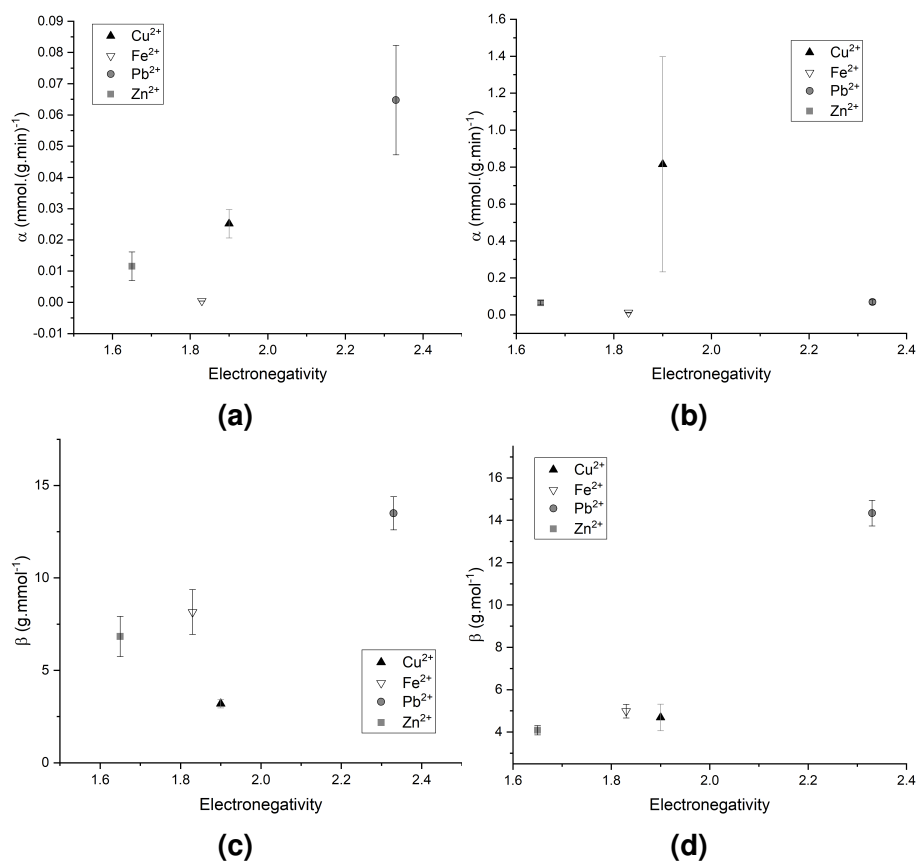 0.09
0.08
0.07
0.06
0.05
0.04
0.03
0.02
0.01
0.00
-0.01
α (mmol.(g.min)⁻¹
Cu²⁺
Fe²⁺
Pb²⁺
Zn²⁺
1.6 1.8 2.0 2.2 2.4
Electronegativity
(a)
1.6
1.4
1.2
1.0
0.8
0.6
0.4
0.2
0.0
α (mmol.(g.min)⁻¹
Cu²⁺
Fe²⁺
Pb²⁺
Zn²⁺
1.6 1.8 2.0 2.2 2.4
Electronegativity
(b)
15
10
5
0
β (g.mmol⁻¹)
Cu²⁺
Fe²⁺
Pb²⁺
Zn²⁺
1.6 1.8 2.0 2.2 2.4
Electronegativity
(c)
16
14
12
10
8
6
4
β (g.mol⁻¹)
Cu²⁺
Fe²⁺
Pb²⁺
Zn²⁺
1.6 1.8 2.0 2.2 2.4
Electronegativity
(d)